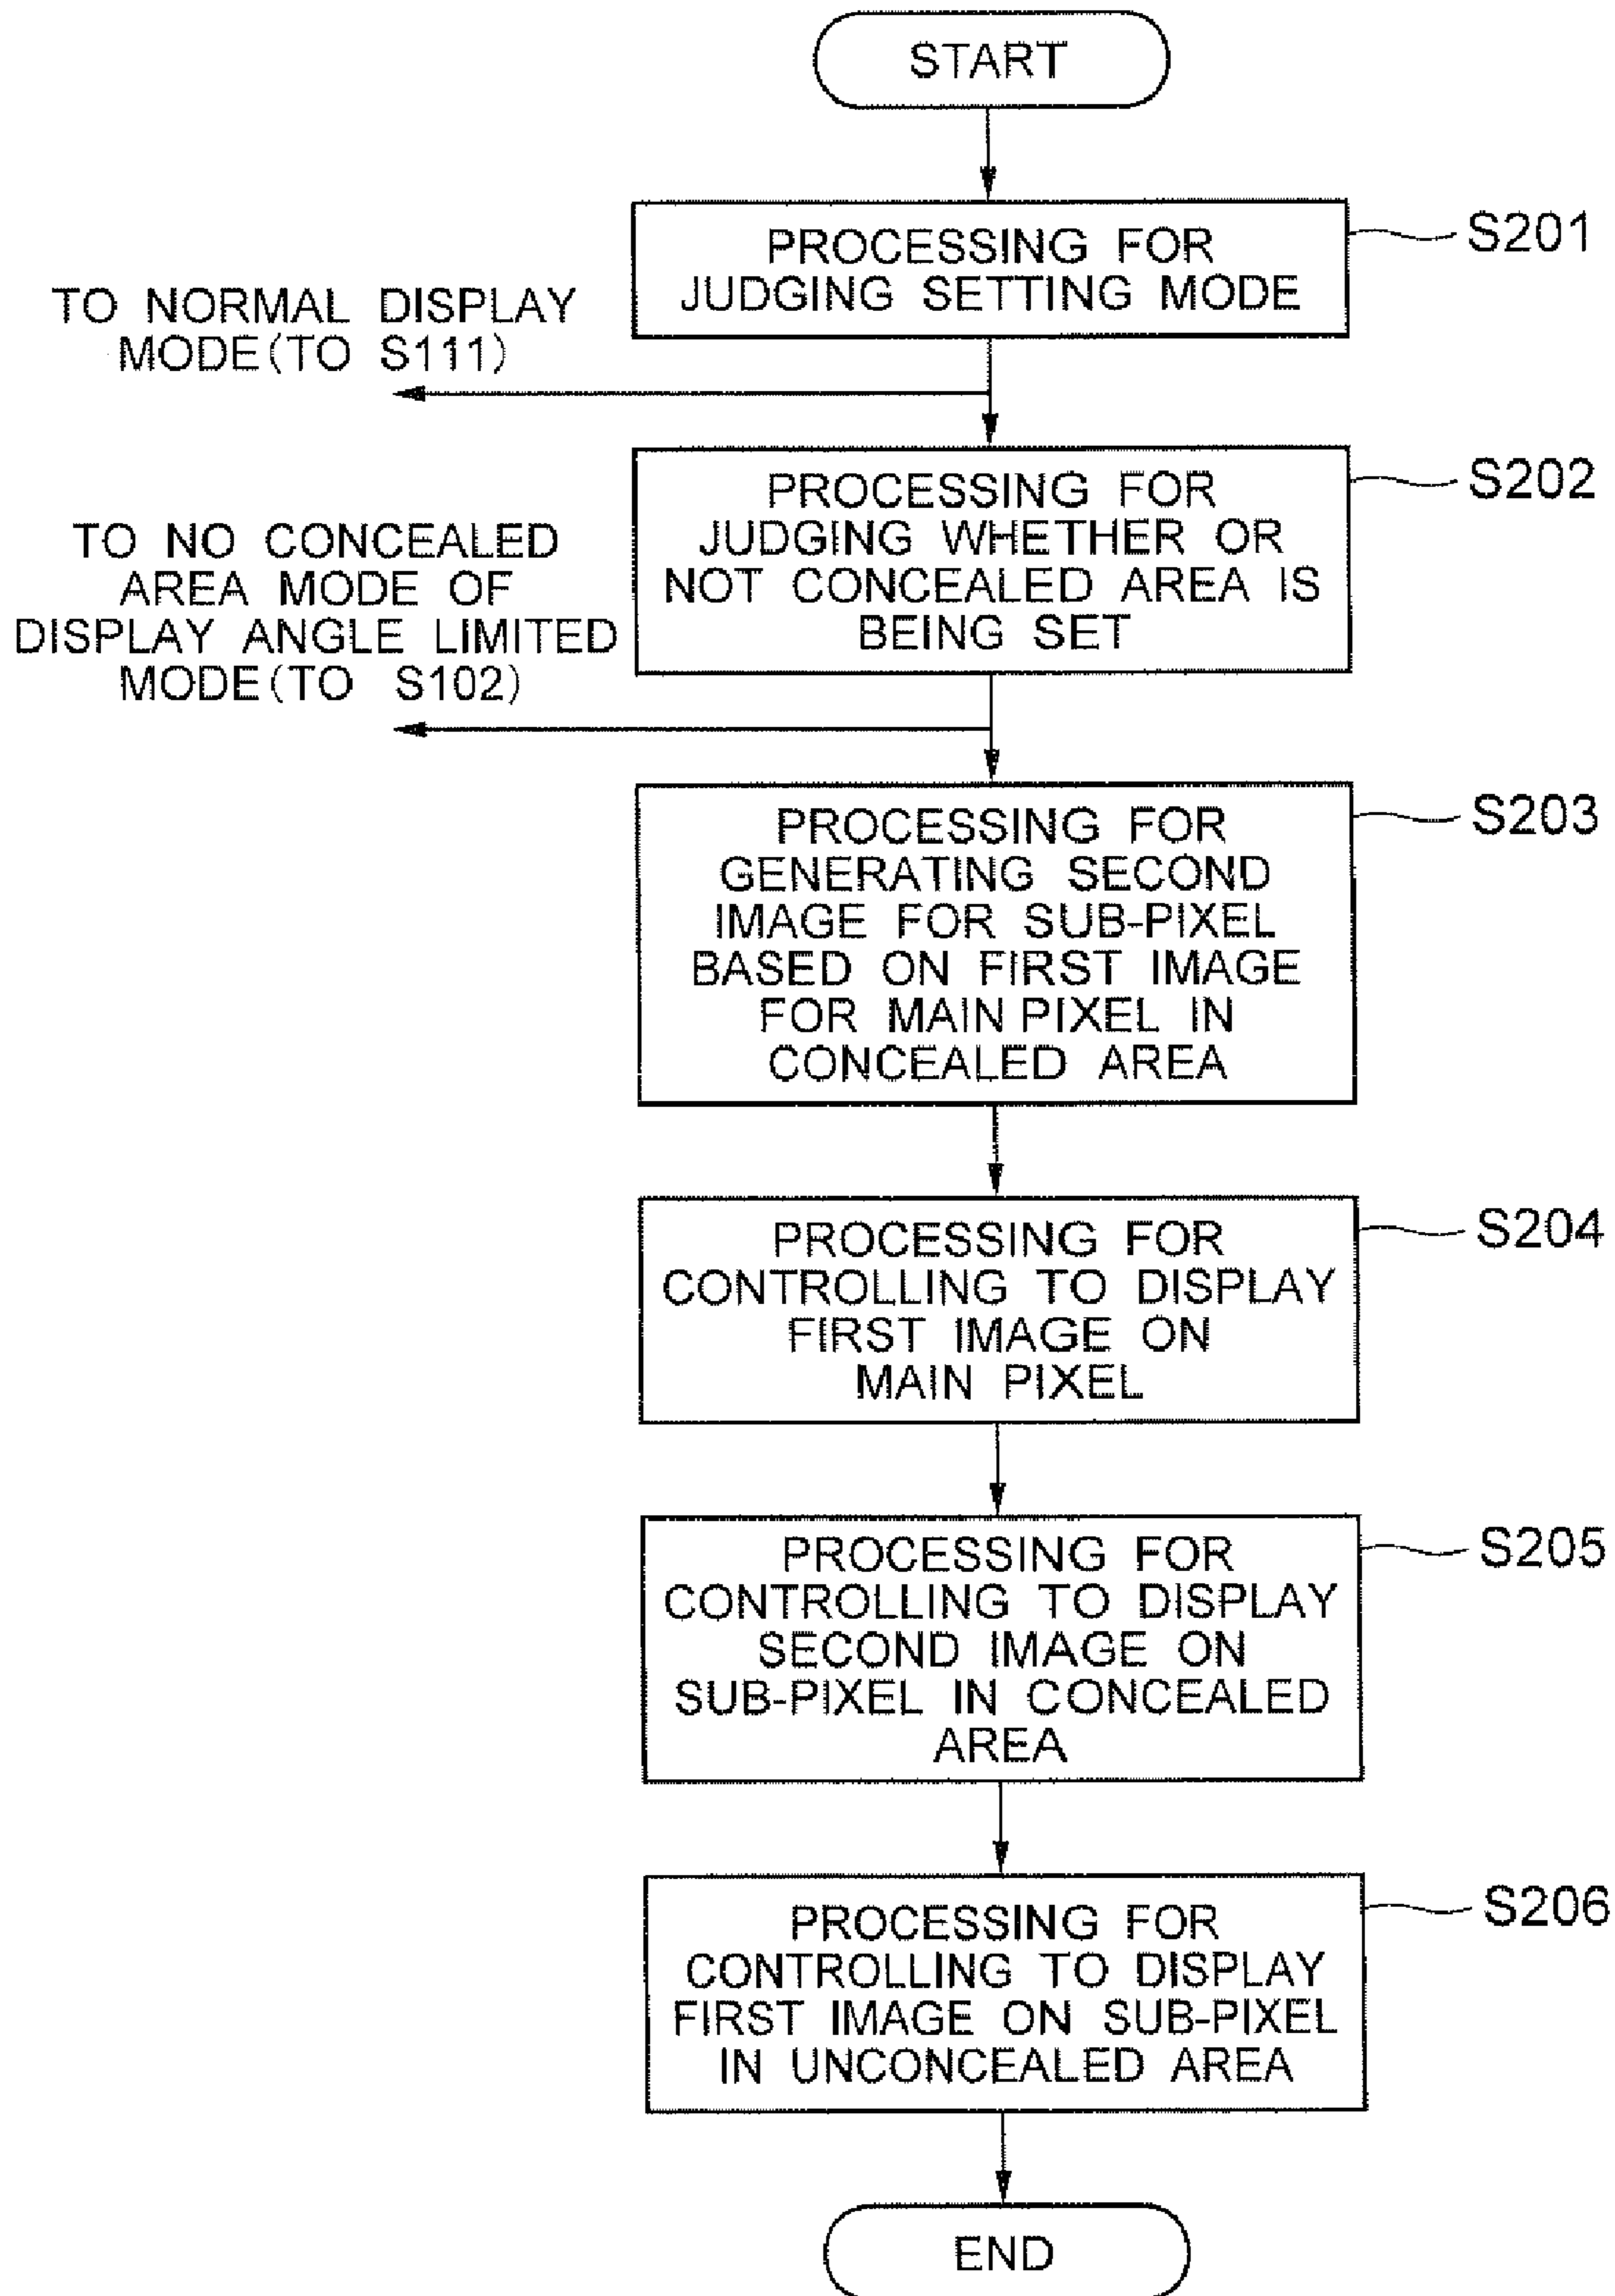 START
PROCESSING FOR
JUDGING SETTING MODE
S201
TO NORMAL DISPLAY
MODE(TO S111)
PROCESSING FOR
JUDGING WHETHER OR
NOT CONCEALED AREA IS
BEING SET
S202
TO NO CONCEALED
AREA MODE OF
DISPLAY ANGLE LIMITED
MODE(TO S102)
PROCESSING FOR
GENERATING SECOND
IMAGE FOR SUB-PIXEL
BASED ON FIRST IMAGE
FOR MAIN PIXEL IN
CONCEALED AREA
S203
PROCESSING FOR
CONTROLLING TO DISPLAY
FIRST IMAGE ON
MAIN PIXEL
S204
PROCESSING FOR
CONTROLLING TO DISPLAY
SECOND IMAGE ON
SUB-PIXEL IN CONCEALED
AREA
S205
PROCESSING FOR
CONTROLLING TO DISPLAY
FIRST IMAGE ON SUB-PIXEL
IN UNCONCEALED AREA
S206
END